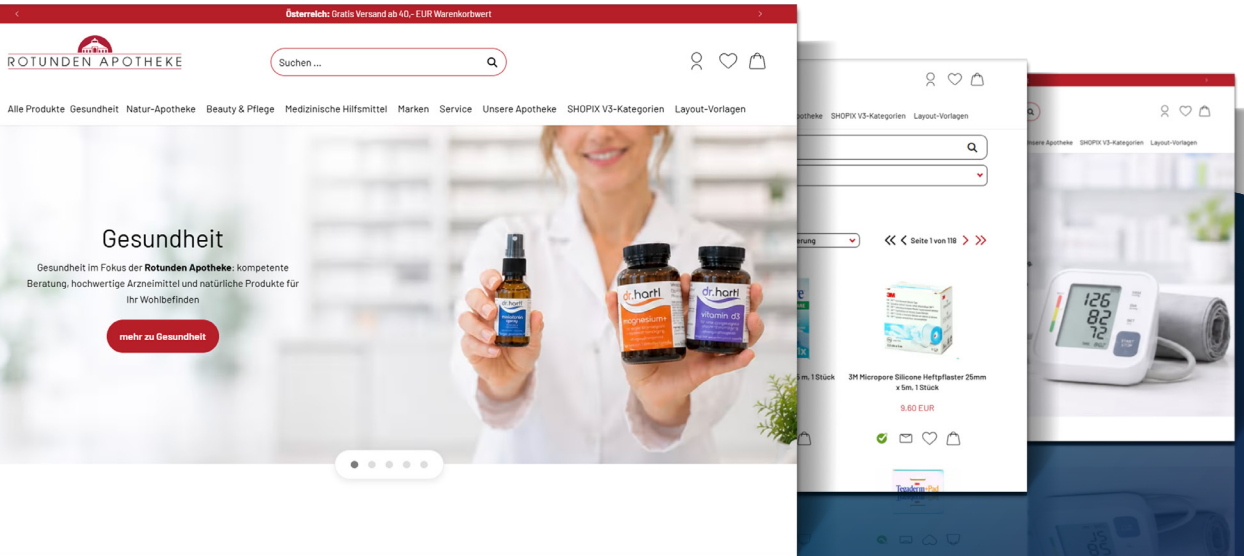 Österreich: Gratis Versand ab 40,- EUR Warenkorbwert
ROTUNDEN APOTHEKE
Suchen ...
Alle Produkte Gesundheit Natur-Apotheke Beauty & Pflege Medizinische Hilfsmittel Marken Service Unsere Apotheke SHOPIX V3-Kategorien Layout-Vorlagen
Gesundheit
Gesundheit im Fokus der Rotunden Apotheke: kompetente
Beratung, hochwertige Arzneimittel und natürliche Produkte für
Ihr Wohlbefinden
mehr zu Gesundheit
dr.hartl
dr.hartl
magnesium+
dr.hartl
vitamin d3
SHOPIX V3-Kategorien Layout-Vorlagen
Seite 1 von 118
3M
5 m, 1 Stück
3M Micropore Silicone Heftpflaster 25mm
x 5m, 1 Stück
9.60 EUR
Tegaderm+Pad
Unsere Apotheke SHOPIX V3-Kategorien Layout-Vorlagen
126
82
72